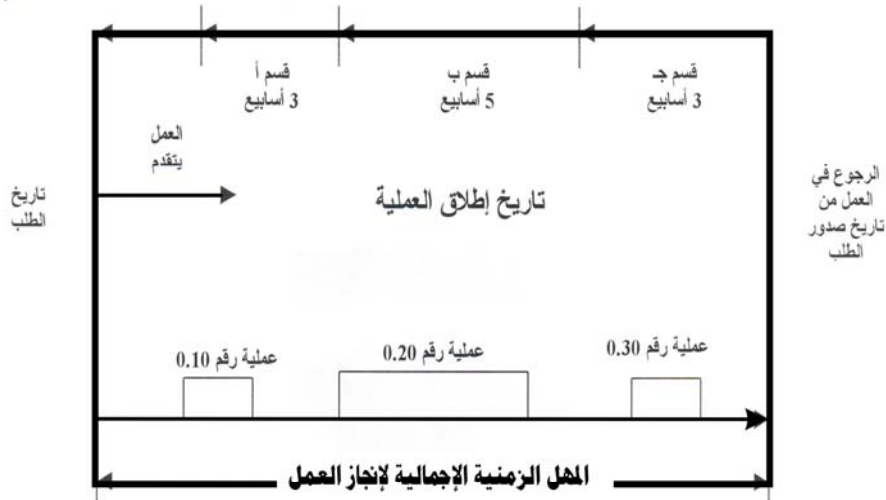 قسم أ
3 أسابيع
قسم ب
5 أسابيع
قسم جـ
3 أسابيع
العمل
يتقدم
تاريخ
الطلب
تاريخ إطلاق العملية
الرجوع في
العمل من
تاريخ صدور
الطلب
عملية رقم 0.10
عملية رقم 0.20
عملية رقم 0.30
المهل الزمنية الإجمالية لإنجاز العمل